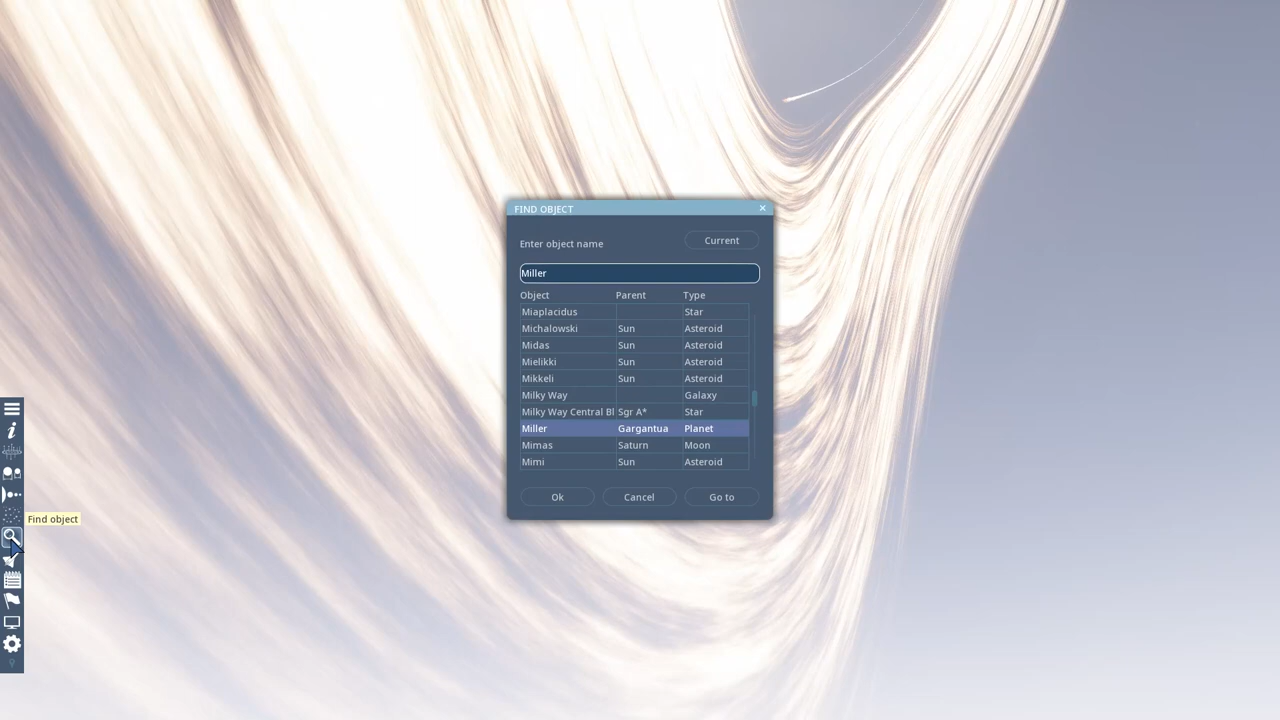 FIND OBJECT
Enter object name
Current
Miller
Object Parent Type
Miaplacidus Star
Michalowski Sun Asteroid
Midas Sun Asteroid
Mielikki Sun Asteroid
Mikkeli Sun Asteroid
Milky Way Galaxy
Milky Way Central Bl Sgr A* Star
Miller Gargantua Planet
Mimas Saturn Moon
Mimi Sun Asteroid
Ok Cancel Go to
Find object